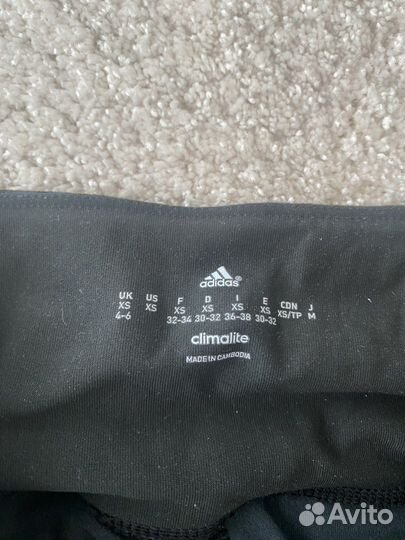 adidas
UK US F D I E CDN J
XS XS XS XS XS XS XS/TP M
4-6 32-34 30-32 36-38 30-32
climalite
MADE IN CAMBODIA
Avito